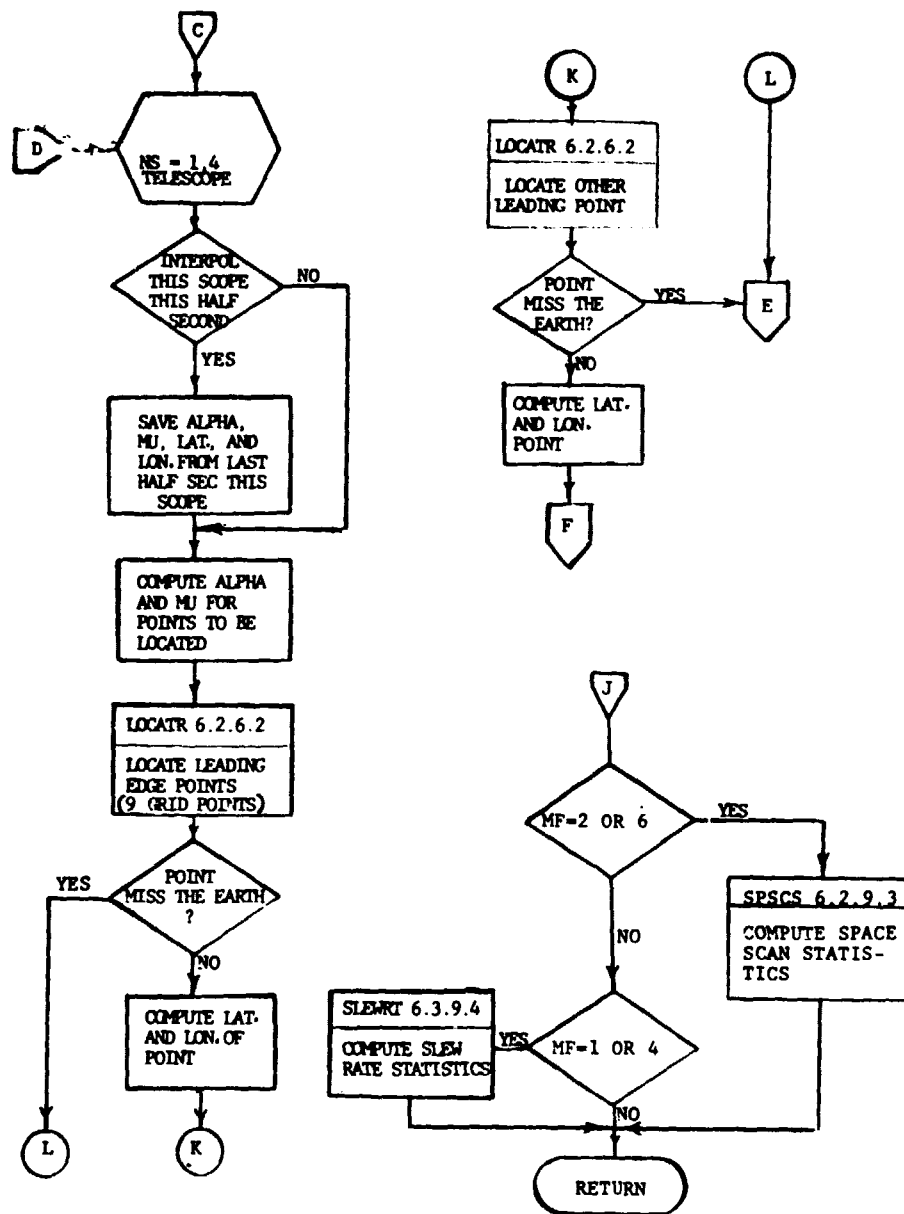 C
D
NS = 1,4
TELESCOPE
INTERPOL
THIS SCOPE
THIS HALF
SECOND
NO
YES
SAVE ALPHA,
MU, LAT., AND
LON. FROM LAST
HALF SEC THIS
SCOPE
COMPUTE ALPHA
AND MU FOR
POINTS TO BE
LOCATED
LOCATR 6.2.6.2
LOCATE LEADING
EDGE POINTS
(9 GRID POINTS)
YES
POINT
MISS THE EARTH
?
NO
COMPUTE LAT.
AND LON. OF
POINT
L
K
K
L
LOCATR 6.2.6.2
LOCATE OTHER
LEADING POINT
POINT
MISS THE
EARTH?
YES
E
NO
COMPUTE LAT.
AND LON.
POINT
F
J
MF=2 OR 6
YES
SPSCS 6.2.9.3
COMPUTE SPACE
SCAN STATIS-
TICS
NO
SLEWRT 6.3.9.4
COMPUTE SLEW
RATE STATISTICS
YES
MF=1 OR 4
NO
RETURN